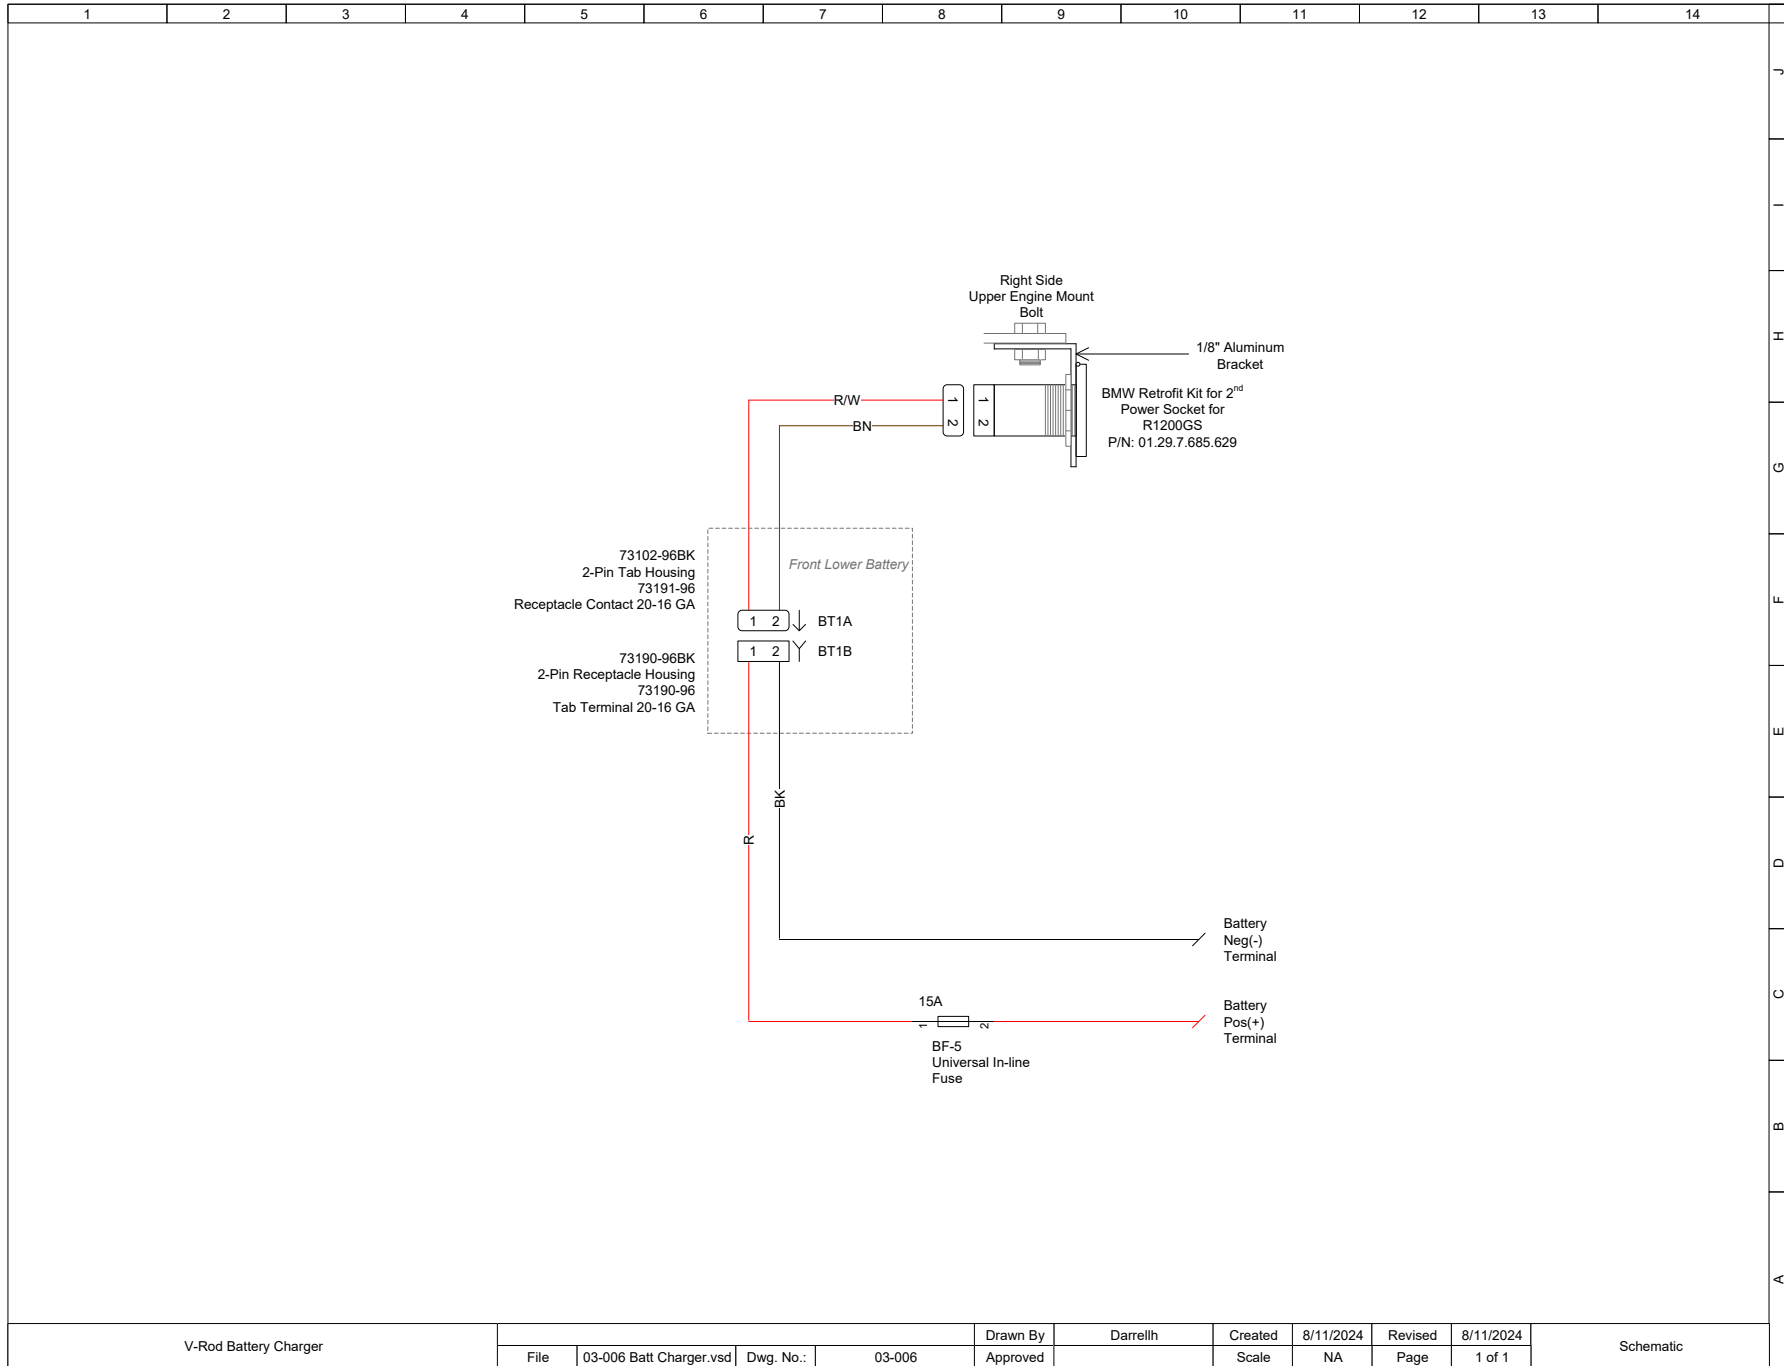 1 2 3 4 5 6 7 8 9 10 11 12 13 14
J
I
H
G
F
E
D
C
B
A
Right Side
Upper Engine Mount
Bolt
1/8" Aluminum
Bracket
BMW Retrofit Kit for 2nd
Power Socket for
R1200GS
P/N: 01.29.7.685.629
R/W
BN
1 2
1 2
73102-96BK
2-Pin Tab Housing
73191-96
Receptacle Contact 20-16 GA
Front Lower Battery
1 2 BT1A
1 2 BT1B
73190-96BK
2-Pin Receptacle Housing
73190-96
Tab Terminal 20-16 GA
BK
R
Battery
Neg(-)
Terminal
15A
1 2
BF-5
Universal In-line
Fuse
Battery
Pos(+)
Terminal
V-Rod Battery Charger
Drawn By Darrellh Created 8/11/2024 Revised 8/11/2024
File 03-006 Batt Charger.vsd Dwg. No.: 03-006 Approved Scale NA Page 1 of 1
Schematic